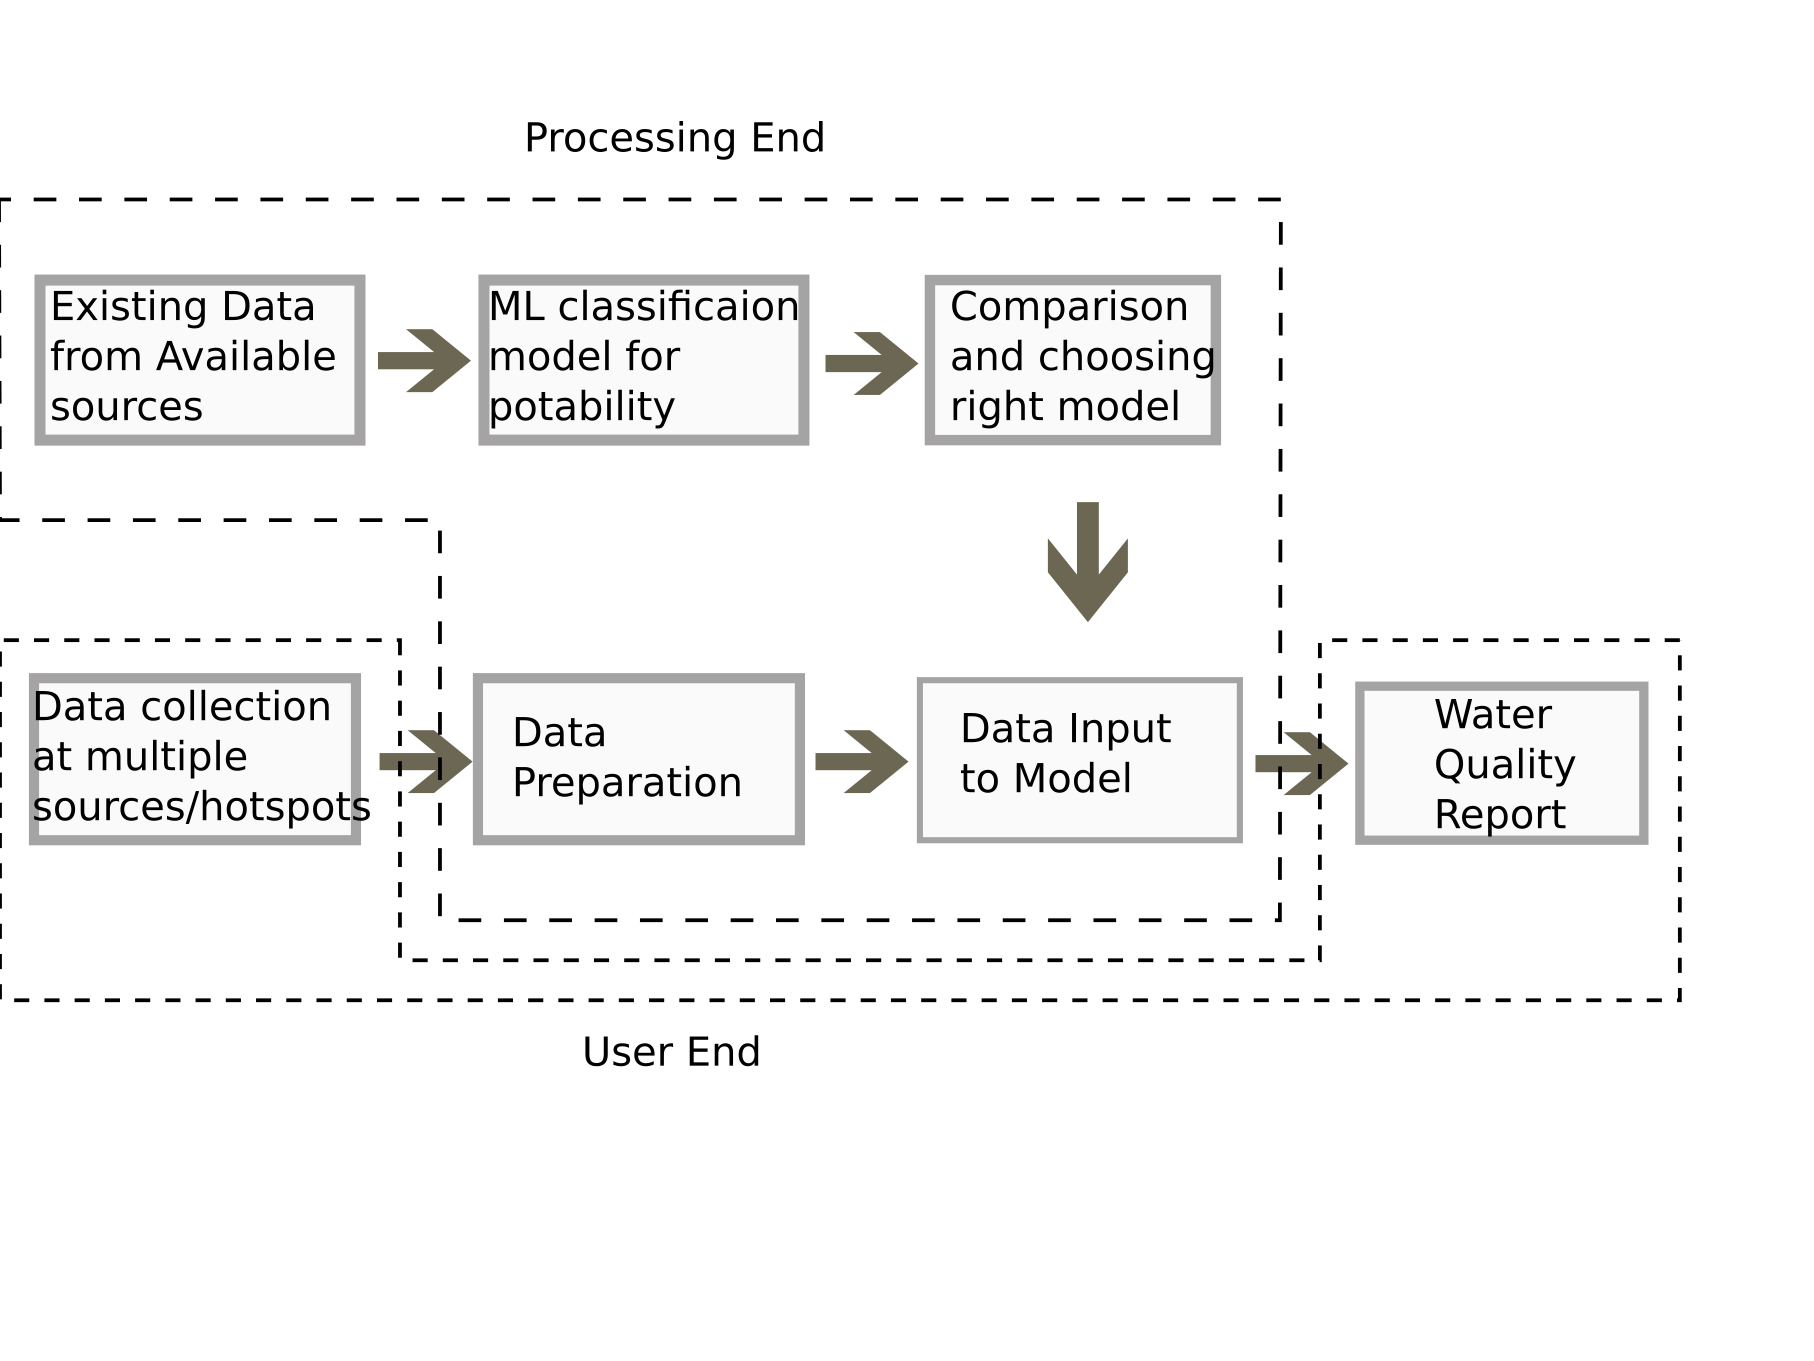 Processing End
Existing Data
from Available
sources
ML classificaion
model for
potability
Comparison
and choosing
right model
Data collection
at multiple
sources/hotspots
Data
Preparation
Data Input
to Model
Water
Quality
Report
User End